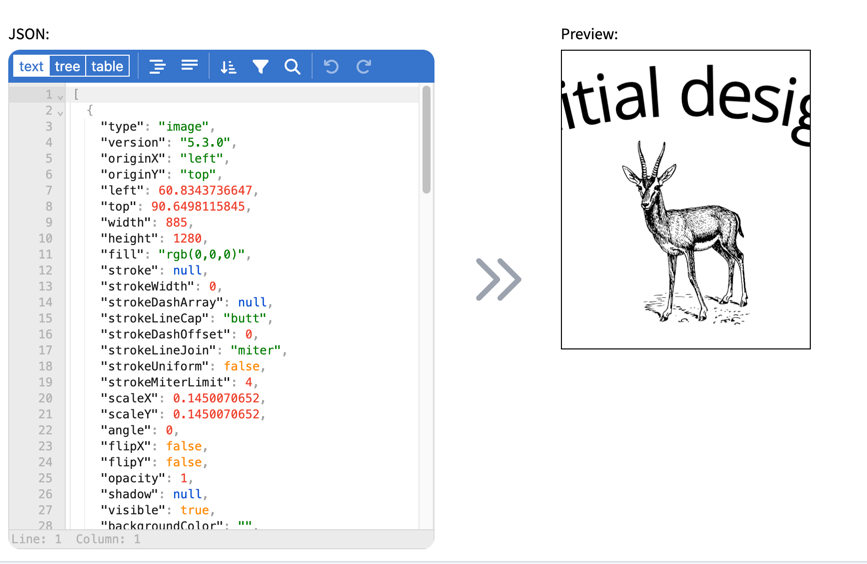 JSON:
text tree table
1 [
2 {
3 "type": "image",
4 "version": "5.3.0",
5 "originX": "left",
6 "originY": "top",
7 "left": 60.8343736647,
8 "top": 90.6498115845,
9 "width": 885,
10 "height": 1280,
11 "fill": "rgb(0,0,0)",
12 "stroke": null,
13 "strokeWidth": 0,
14 "strokeDashArray": null,
15 "strokeLineCap": "butt",
16 "strokeDashOffset": 0,
17 "strokeLineJoin": "miter",
18 "strokeUniform": false,
19 "strokeMiterLimit": 4,
20 "scaleX": 0.1450070652,
21 "scaleY": 0.1450070652,
22 "angle": 0,
23 "flipX": false,
24 "flipY": false,
25 "opacity": 1,
26 "shadow": null,
27 "visible": true,
28 "backgroundColor": "",
Line: 1 Column: 1
Preview:
itial desig